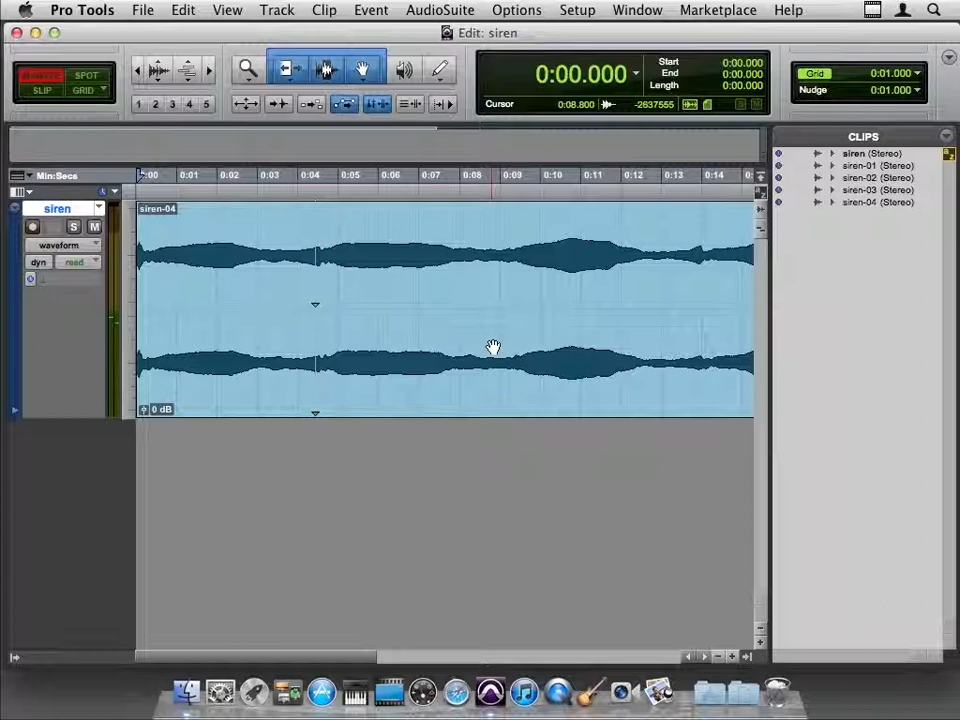 Pro Tools File Edit View Track Clip Event AudioSuite Options Setup Window Marketplace Help
Edit: siren
SPOT
SLIP GRID
1 2 3 4 5
0:00.000
Start 0:00.000
End 0:00.000
Length 0:00.000
Cursor 0:08.800 -2637555
Grid 0:01.000
Nudge 0:01.000
CLIPS
siren (Stereo)
siren-01 (Stereo)
siren-02 (Stereo)
siren-03 (Stereo)
siren-04 (Stereo)
Min:Secs :00 0:01 0:02 0:03 0:04 0:05 0:06 0:07 0:08 0:09 0:10 0:11 0:12 0:13 0:14 0:
siren
S M
waveform
dyn read
siren-04
0 dB